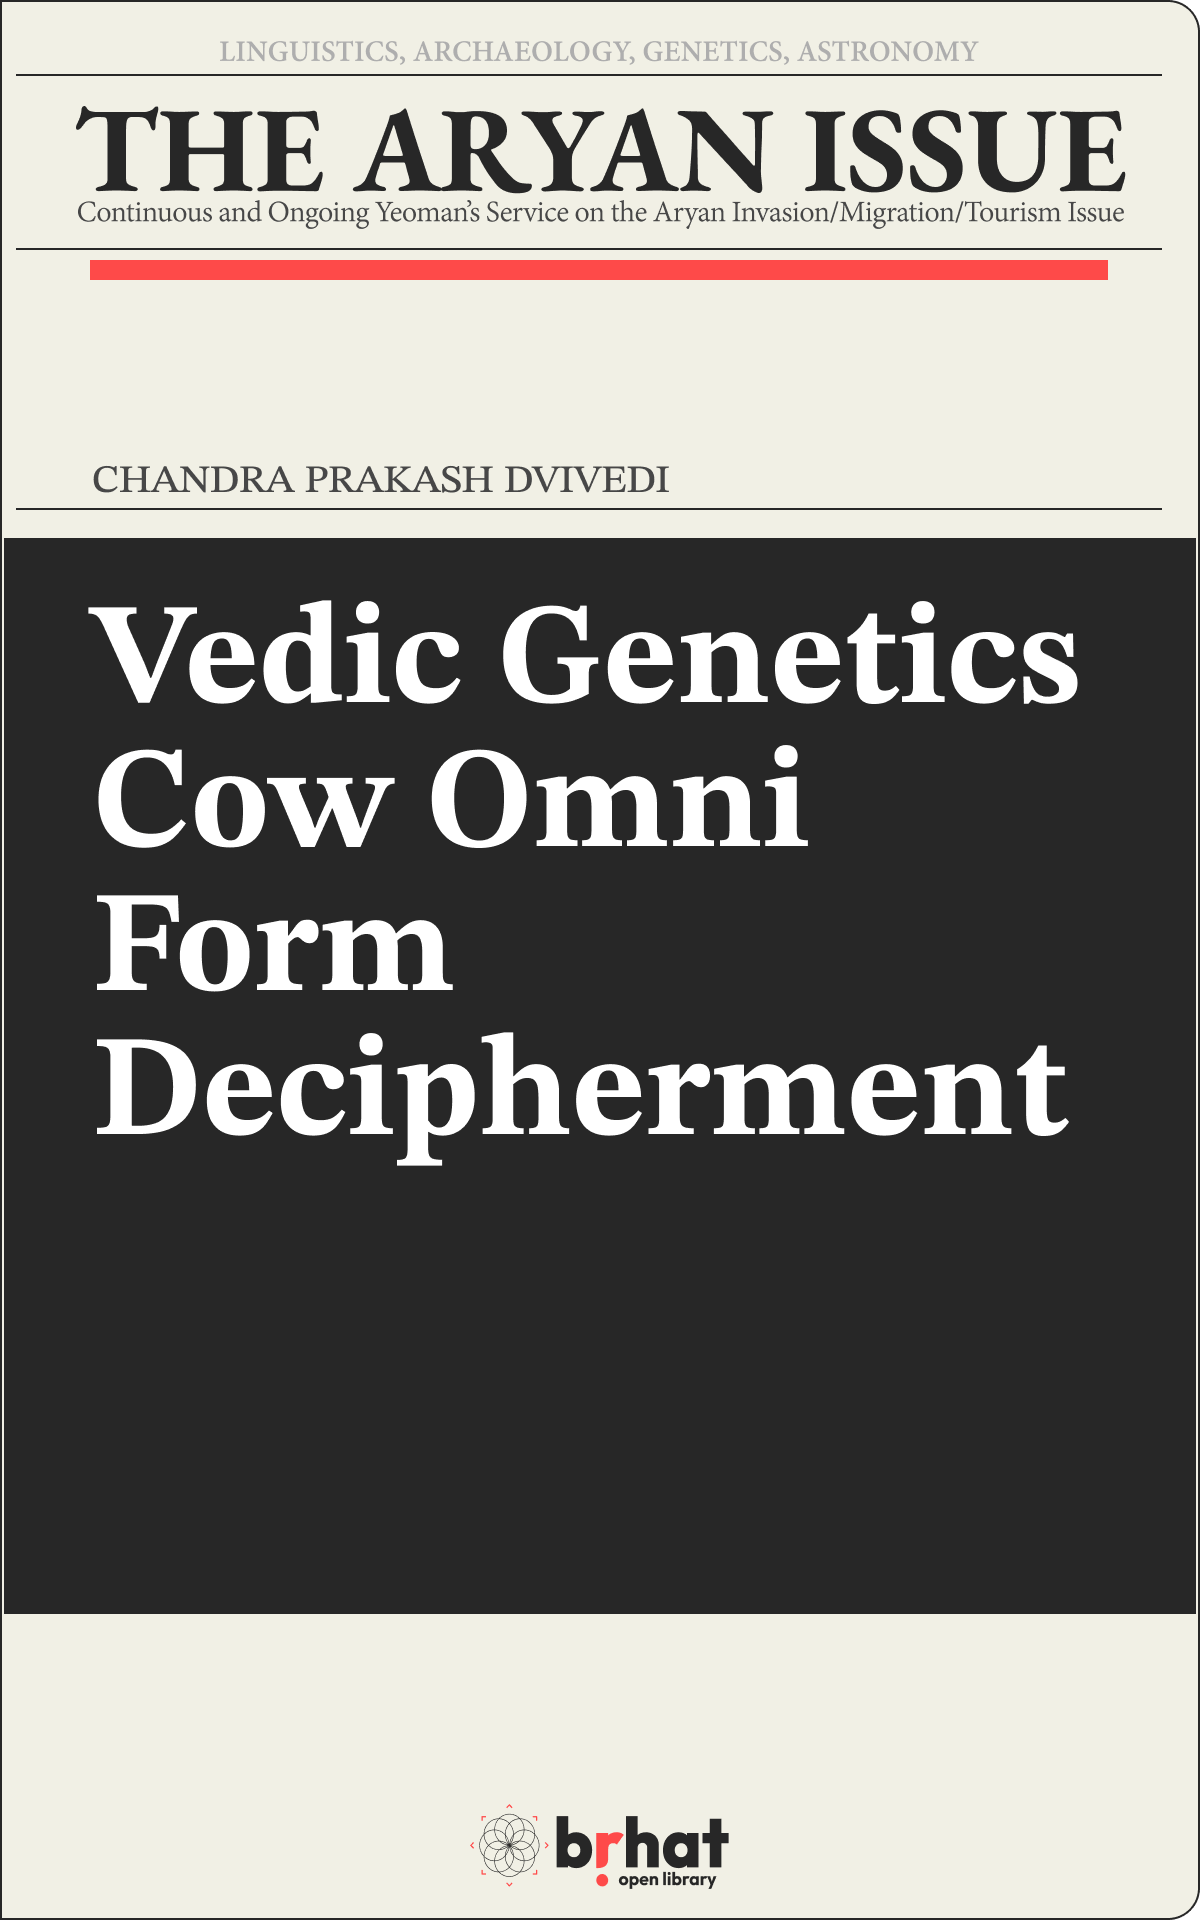 LINGUISTICS, ARCHAEOLOGY, GENETICS, ASTRONOMY
THE ARYAN ISSUE
Continuous and Ongoing Yeoman’s Service on the Aryan Invasion/Migration/Tourism Issue
CHANDRA PRAKASH DVIVEDI
Vedic Genetics
Cow Omni
Form
Decipherment
bṛhat
open library